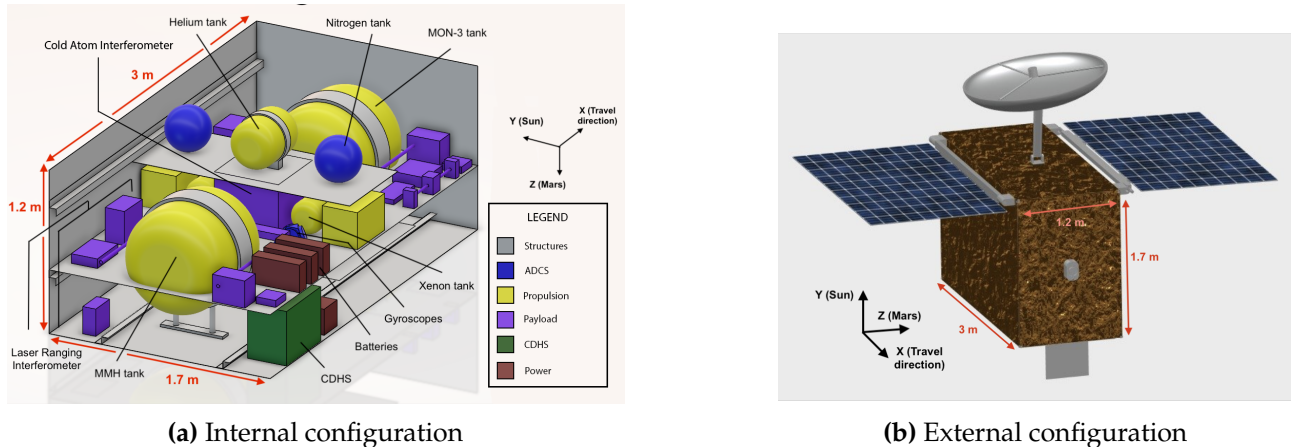 Helium tank
Nitrogen tank
MON-3 tank
Cold Atom Interferometer
3 m
X (Travel
direction)
Y (Sun)
Z (Mars)
1.2 m
LEGEND
Structures
ADCS
Propulsion
Payload
CDHS
Power
Xenon tank
Gyroscopes
Batteries
Laser Ranging
Interferometer
MMH tank
1.7 m
CDHS
(a) Internal configuration
1.2 m
1.7 m
Y (Sun)
Z (Mars)
X (Travel
direction)
3 m
(b) External configuration